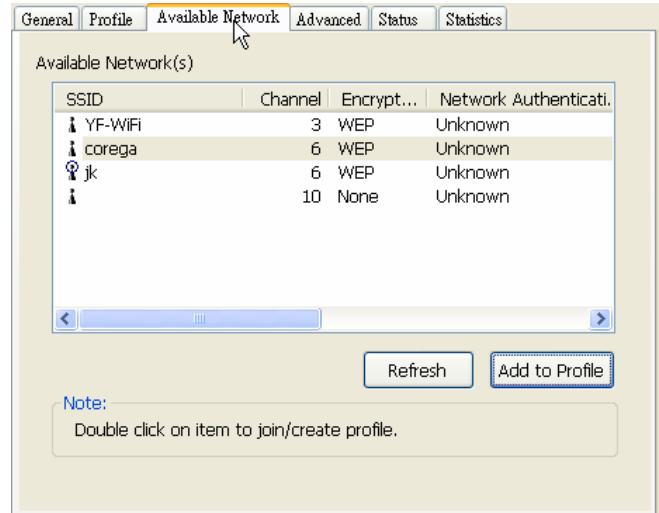 General Profile Available Network Advanced Status Statistics
Available Network(s)
SSID Channel Encrypt... Network Authenticati.
YF-WiFi 3 WEP Unknown
corega 6 WEP Unknown
jk 6 WEP Unknown
10 None Unknown
Refresh Add to Profile
Note:
Double click on item to join/create profile.